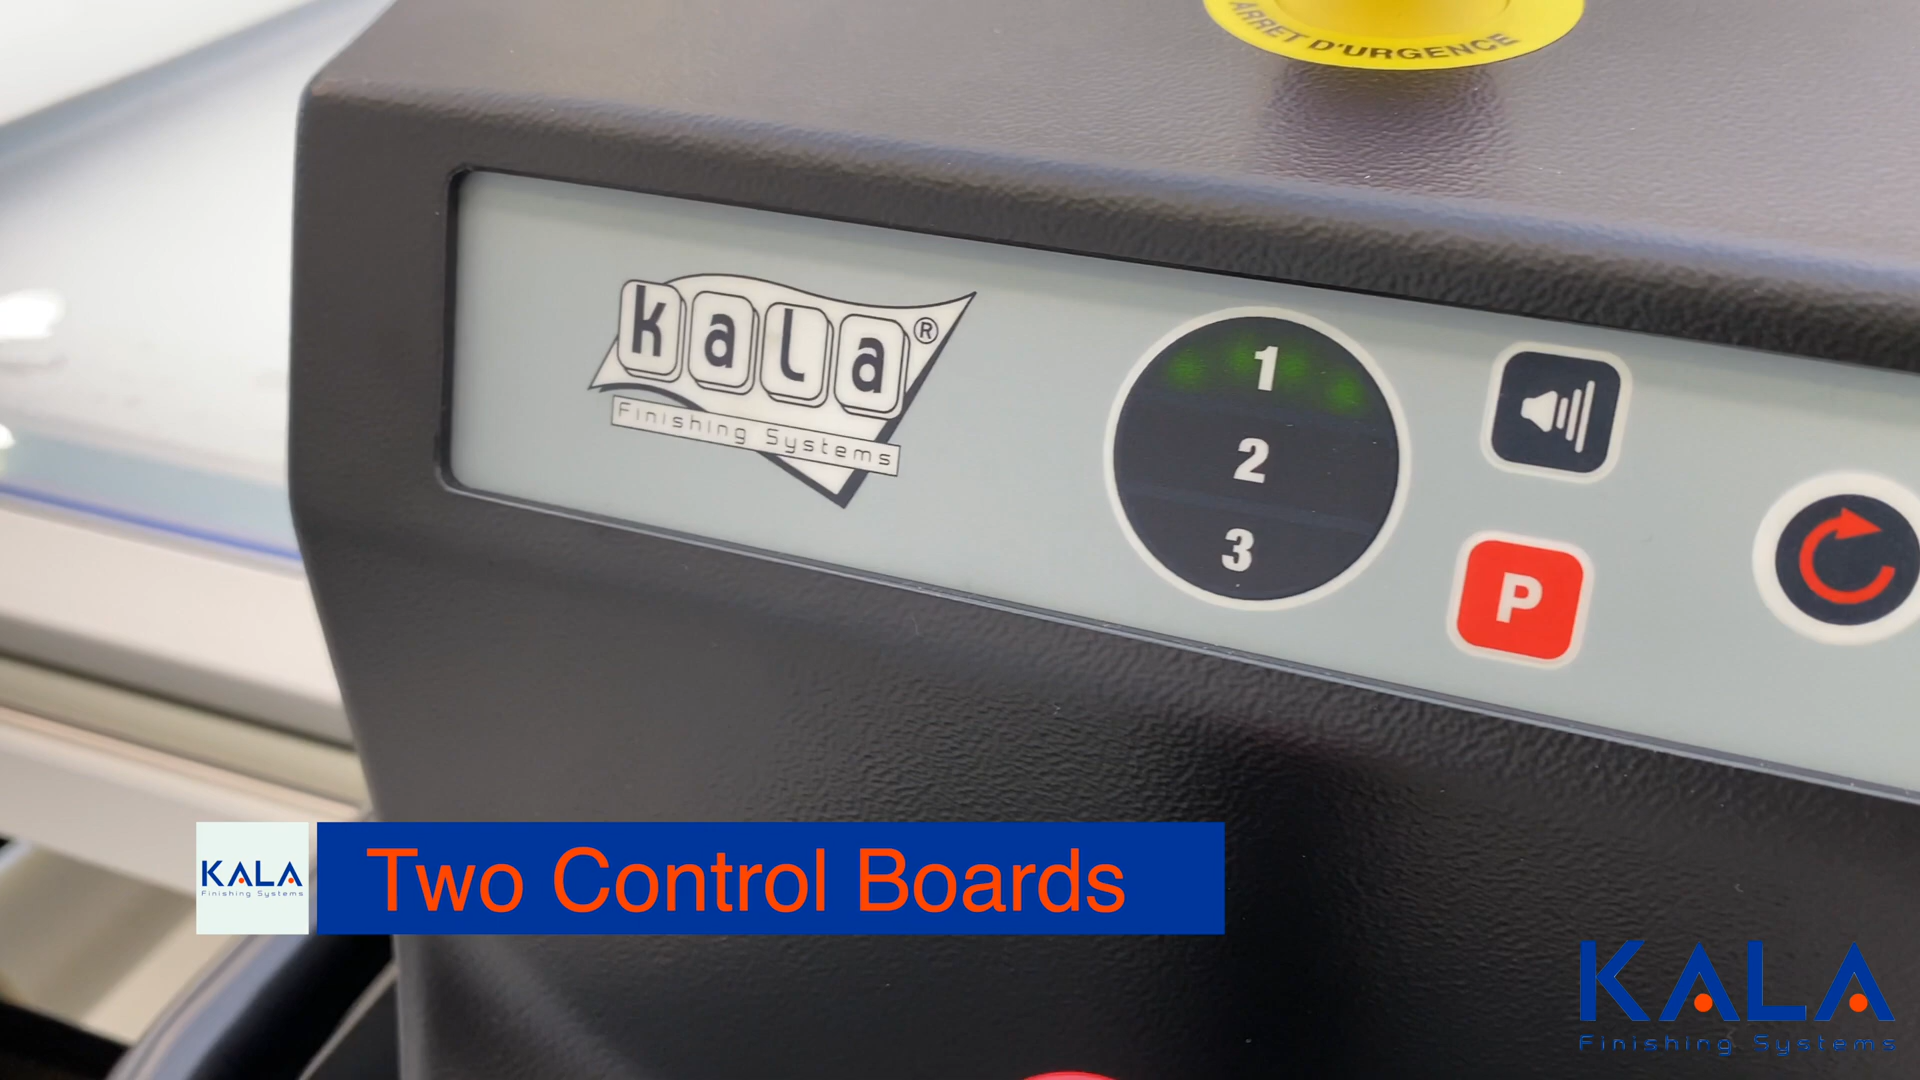 ARRET D'URGENCE
kala®
Finishing Systems
1
2
3
P
KALA
Finishing Systems
Two Control Boards
KALA
Finishing Systems